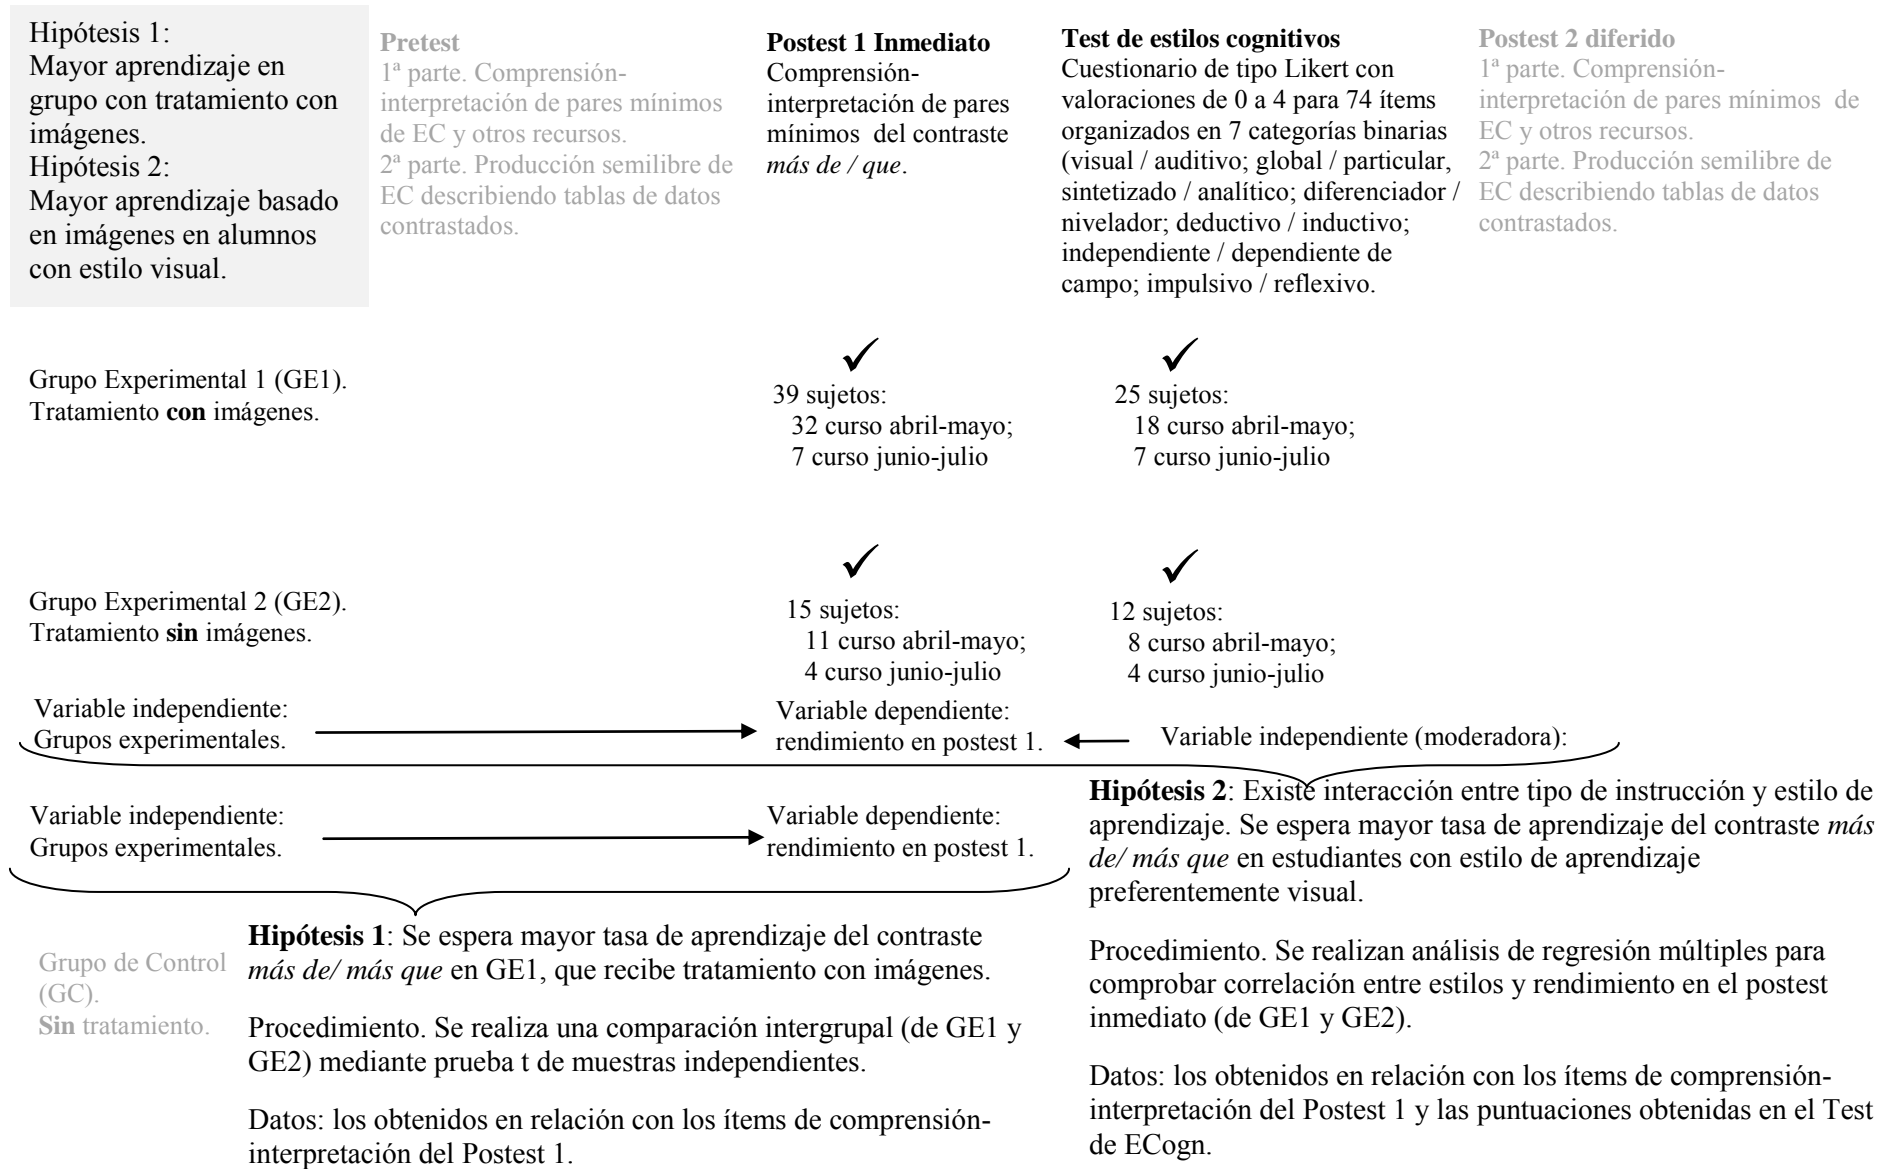 Hipótesis 1:
Mayor aprendizaje en
grupo con tratamiento con
imágenes.
Hipótesis 2:
Mayor aprendizaje basado
en imágenes en alumnos
con estilo visual.
Pretest
1ª parte. Comprensión-
interpretación de pares mínimos
de EC y otros recursos.
2ª parte. Producción semilibre de
EC describiendo tablas de datos
contrastados.
Postest 1 Inmediato
Comprensión-
interpretación de pares
mínimos del contraste
más de / que.
Test de estilos cognitivos
Cuestionario de tipo Likert con
valoraciones de 0 a 4 para 74 ítems
organizados en 7 categorías binarias
(visual / auditivo; global / particular,
sintetizado / analítico; diferenciador /
nivelador; deductivo / inductivo;
independiente / dependiente de
campo; impulsivo / reflexivo.
Postest 2 diferido
1ª parte. Comprensión-
interpretación de pares mínimos de
EC y otros recursos.
2ª parte. Producción semilibre de
EC describiendo tablas de datos
contrastados.
Grupo Experimental 1 (GE1).
Tratamiento con imágenes.
39 sujetos:
32 curso abril-mayo;
7 curso junio-julio
25 sujetos:
18 curso abril-mayo;
7 curso junio-julio
Grupo Experimental 2 (GE2).
Tratamiento sin imágenes.
15 sujetos:
11 curso abril-mayo;
4 curso junio-julio
12 sujetos:
8 curso abril-mayo;
4 curso junio-julio
Variable independiente:
Grupos experimentales.
Variable dependiente:
rendimiento en postest 1.
Variable independiente (moderadora):
Variable independiente:
Grupos experimentales.
Variable dependiente:
rendimiento en postest 1.
Hipótesis 2: Existe interacción entre tipo de instrucción y estilo de
aprendizaje. Se espera mayor tasa de aprendizaje del contraste más
de/ más que en estudiantes con estilo de aprendizaje
preferentemente visual.
Procedimiento. Se realizan análisis de regresión múltiples para
comprobar correlación entre estilos y rendimiento en el postest
inmediato (de GE1 y GE2).
Datos: los obtenidos en relación con los ítems de comprensión-
interpretación del Postest 1 y las puntuaciones obtenidas en el Test
de ECogn.
Grupo de Control
(GC).
Sin tratamiento.
Hipótesis 1: Se espera mayor tasa de aprendizaje del contraste
más de/ más que en GE1, que recibe tratamiento con imágenes.
Procedimiento. Se realiza una comparación intergrupal (de GE1 y
GE2) mediante prueba t de muestras independientes.
Datos: los obtenidos en relación con los ítems de comprensión-
interpretación del Postest 1.